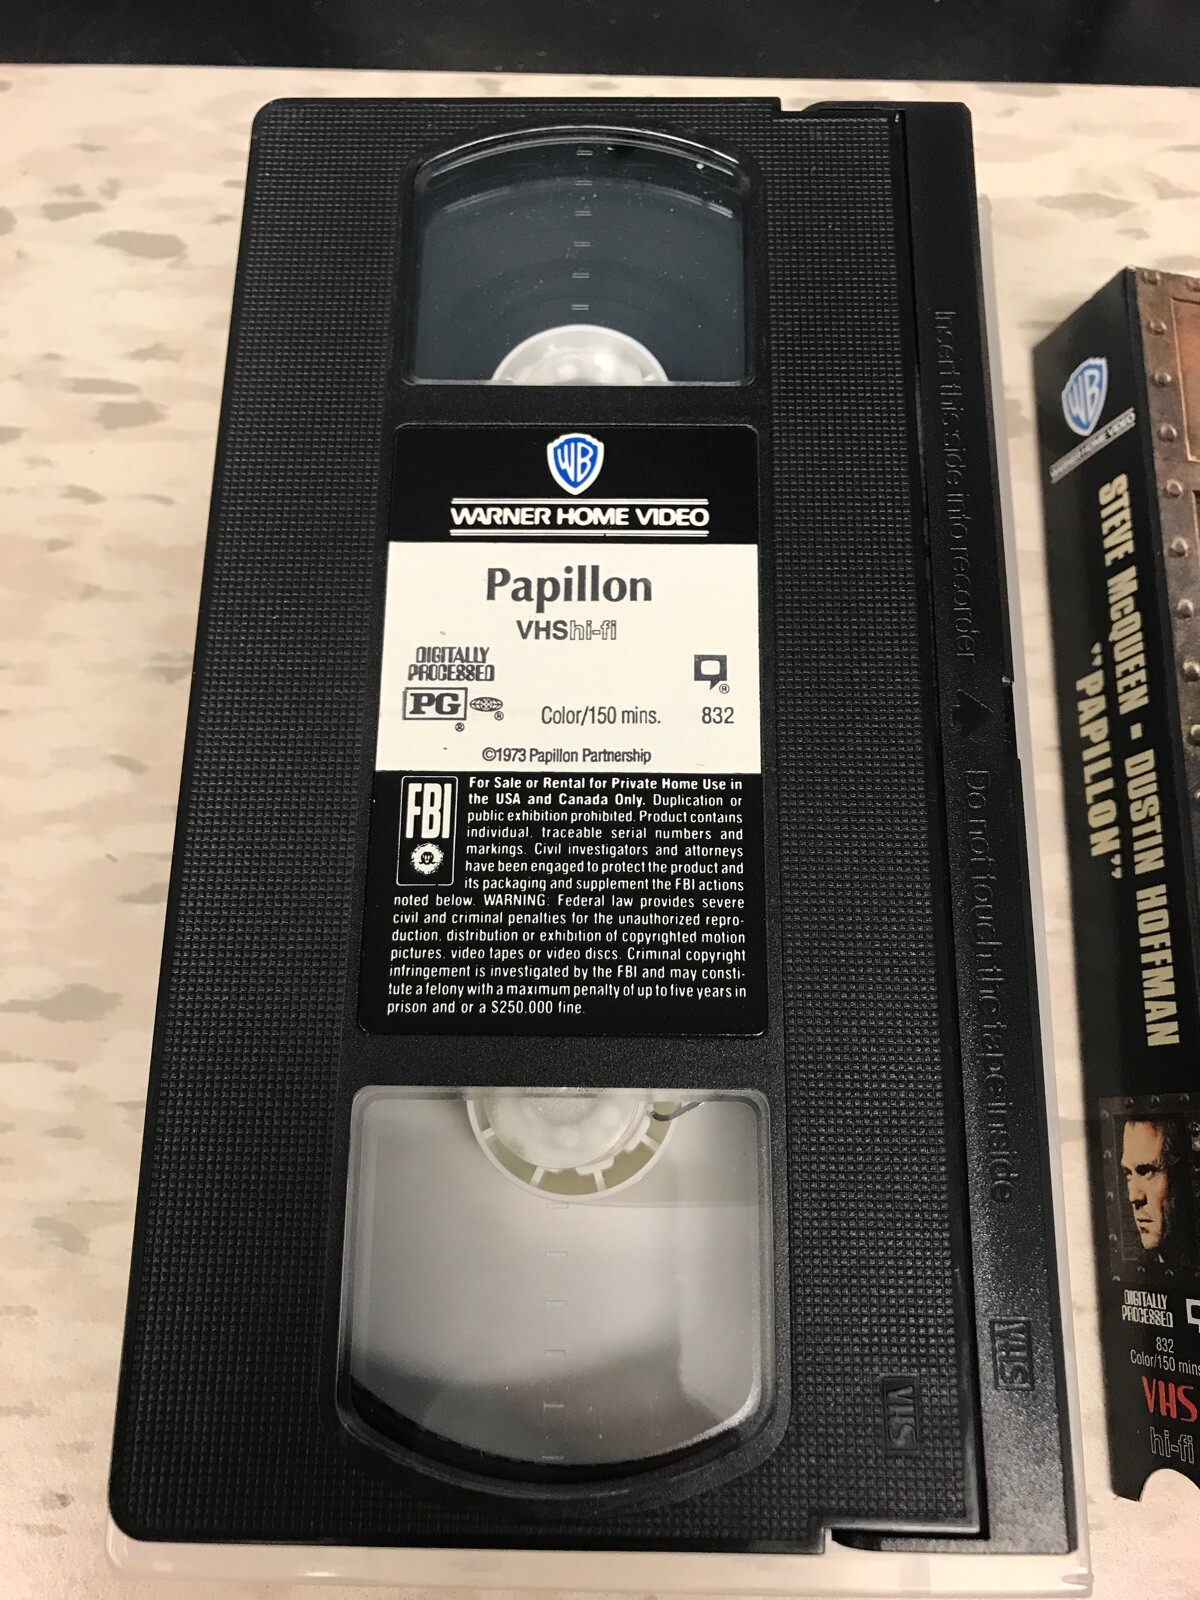 WB
WARNER HOME VIDEO
Papillon
VHS hi-fi
DIGITALLY
PROCESSED
PG
®
®
®
Color/150 mins.
832
©1973 Papillon Partnership
FBI
For Sale or Rental for Private Home Use in
the USA and Canada Only. Duplication or
public exhibition prohibited. Product contains
individual, traceable serial numbers and
markings. Civil investigators and attorneys
have been engaged to protect the product and
its packaging and supplement the FBI actions
noted below. WARNING: Federal law provides severe
civil and criminal penalties for the unauthorized repro-
duction, distribution or exhibition of copyrighted motion
pictures, video tapes or video discs. Criminal copyright
infringement is investigated by the FBI and may consti-
tute a felony with a maximum penalty of up to five years in
prison and or a $250.000 fine.
Insert this side into recorder ▲ Do not touch the tape inside
VHS
VHS
WB
WARNER HOME VIDEO
STEVE McQUEEN - DUSTIN HOFFMAN
"PAPILLON"
DIGITALLY
PROCESSED
832
Color/150 mins
VHS
hi-fi